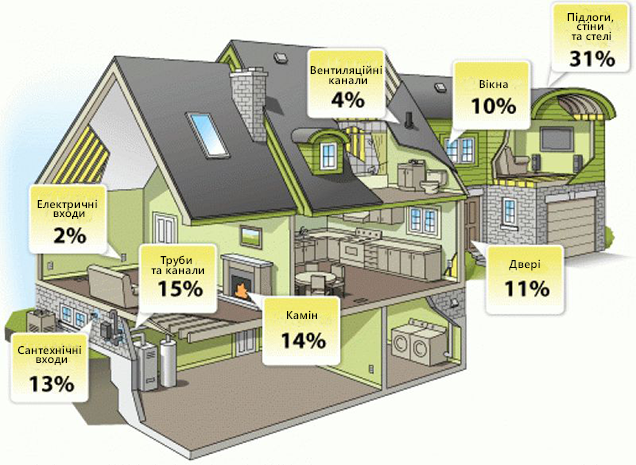 Підлоги,
стіни
та стелі
31%
Вентиляційні
канали
4%
Вікна
10%
Електричні
входи
2%
Труби
та канали
15%
Двері
11%
Камін
14%
Сантехнічні
входи
13%